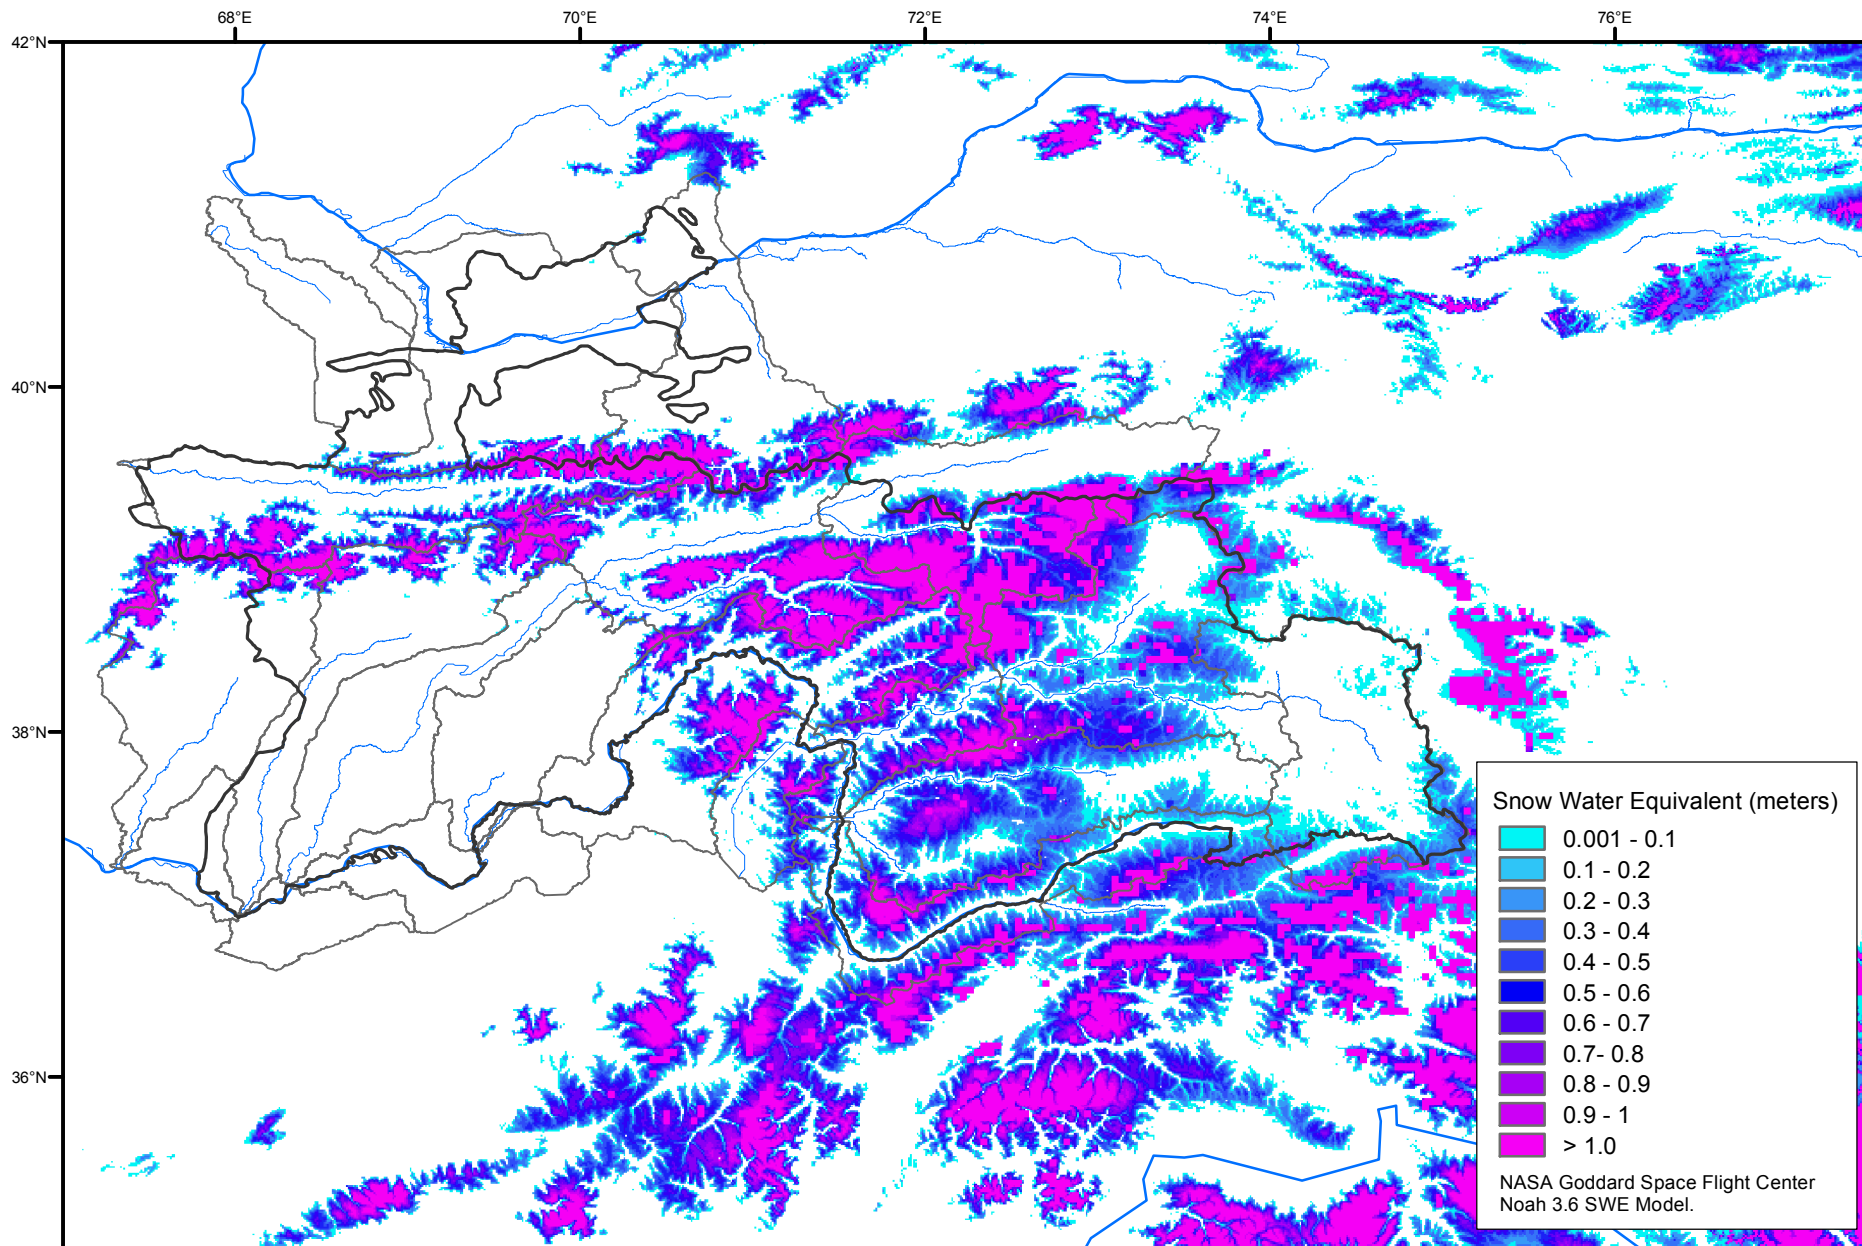 68°E 70°E 72°E 74°E 76°E
42°N
40°N
38°N
36°N
Snow Water Equivalent (meters)
0.001 - 0.1
0.1 - 0.2
0.2 - 0.3
0.3 - 0.4
0.4 - 0.5
0.5 - 0.6
0.6 - 0.7
0.7- 0.8
0.8 - 0.9
0.9 - 1
> 1.0
NASA Goddard Space Flight Center
Noah 3.6 SWE Model.